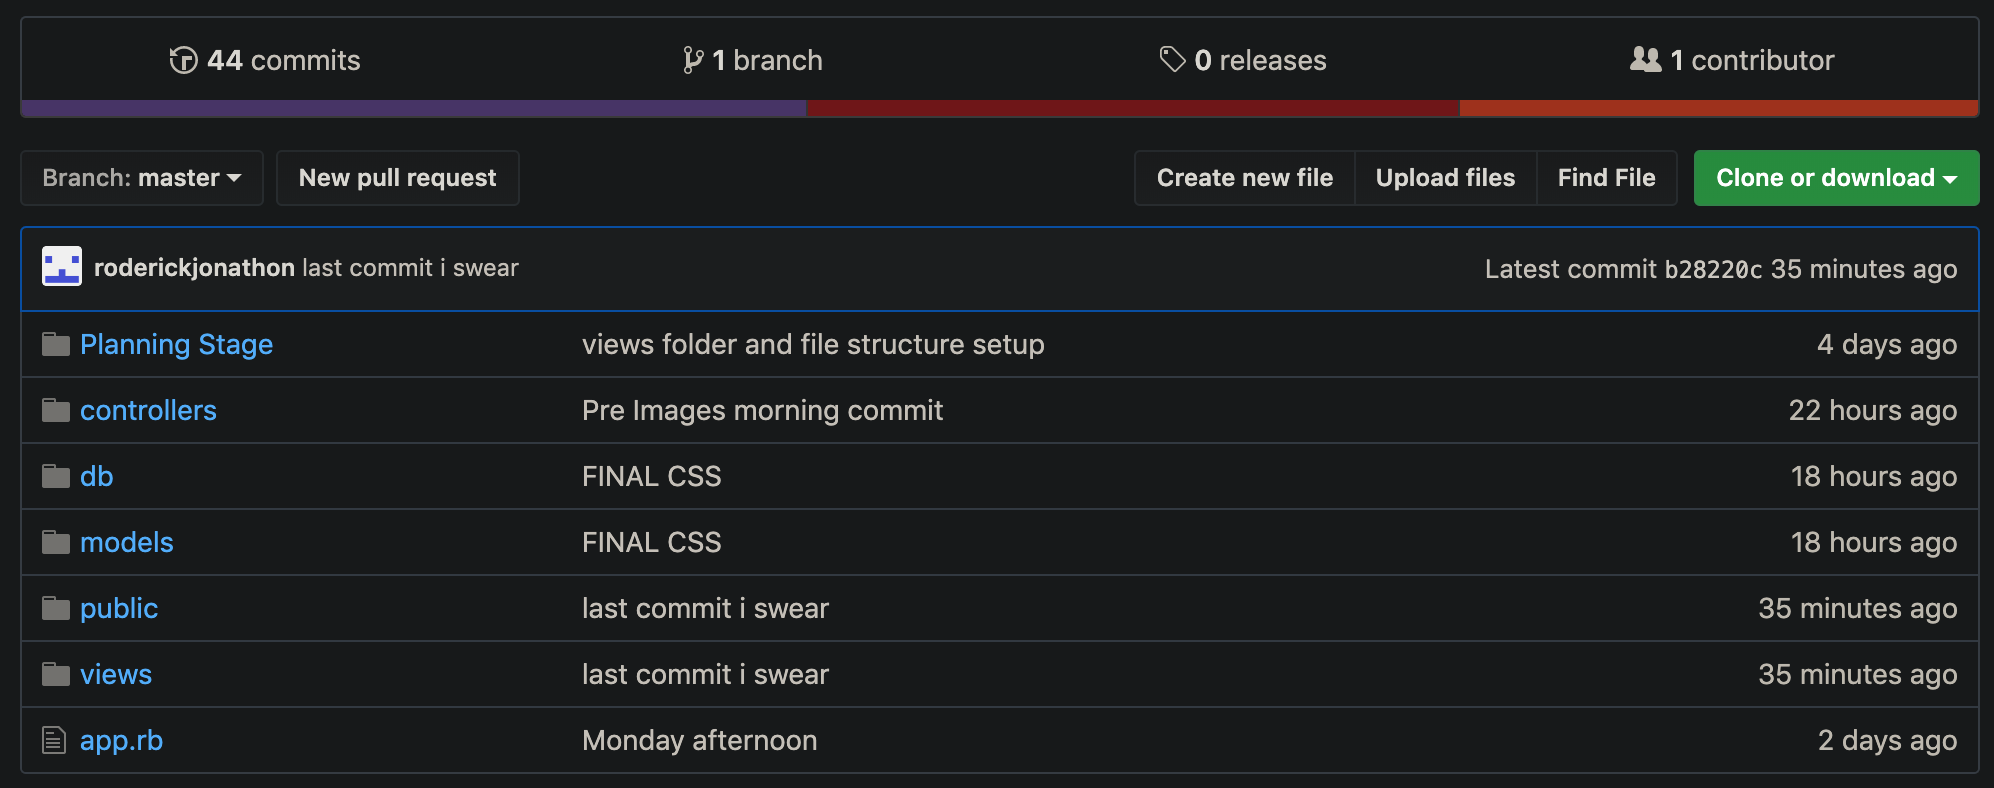 44 commits 1 branch 0 releases 1 contributor
Branch: master New pull request Create new file Upload files Find File Clone or download
roderickjonathon last commit i swear Latest commit b28220c 35 minutes ago
Planning Stage views folder and file structure setup 4 days ago
controllers Pre Images morning commit 22 hours ago
db FINAL CSS 18 hours ago
models FINAL CSS 18 hours ago
public last commit i swear 35 minutes ago
views last commit i swear 35 minutes ago
app.rb Monday afternoon 2 days ago